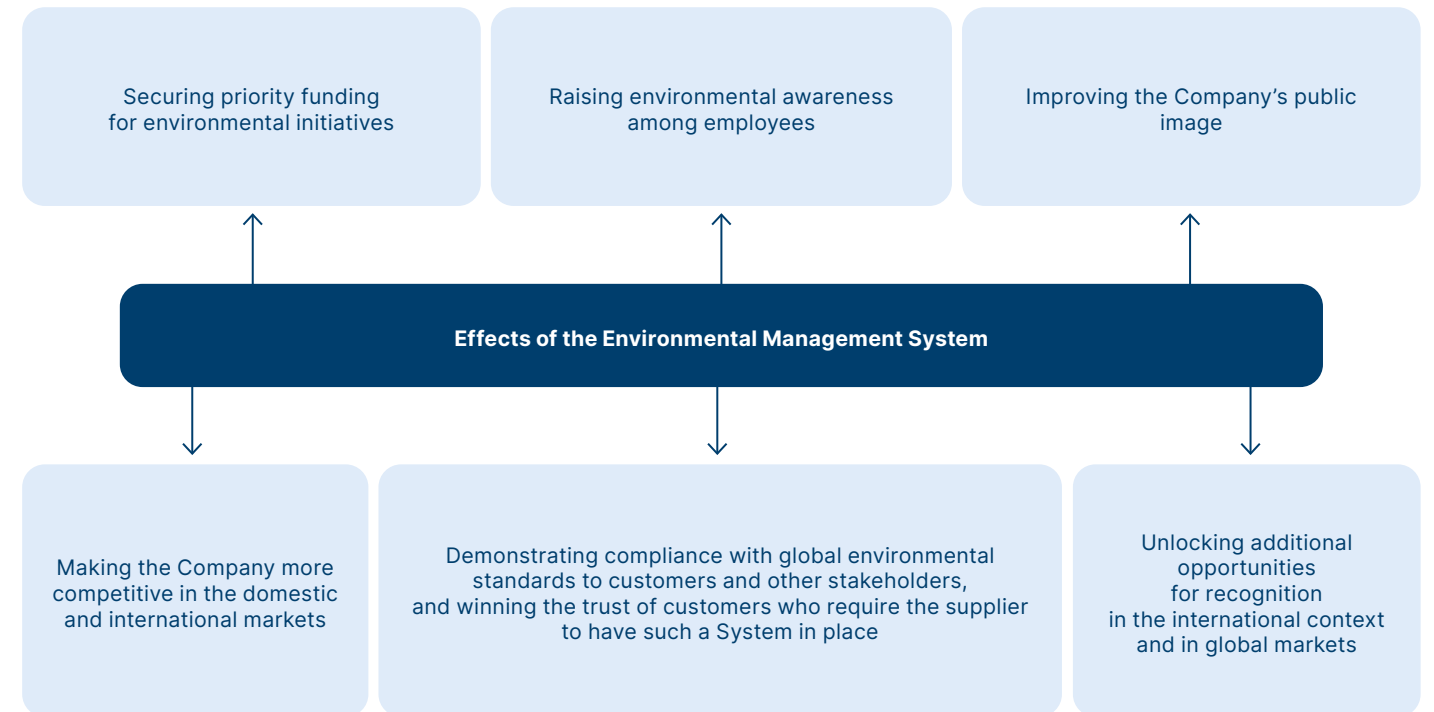 Securing priority funding
for environmental initiatives
Raising environmental awareness
among employees
Improving the Company’s public
image
Effects of the Environmental Management System
Making the Company more
competitive in the domestic
and international markets
Demonstrating compliance with global environmental
standards to customers and other stakeholders,
and winning the trust of customers who require the supplier
to have such a System in place
Unlocking additional
opportunities
for recognition
in the international context
and in global markets